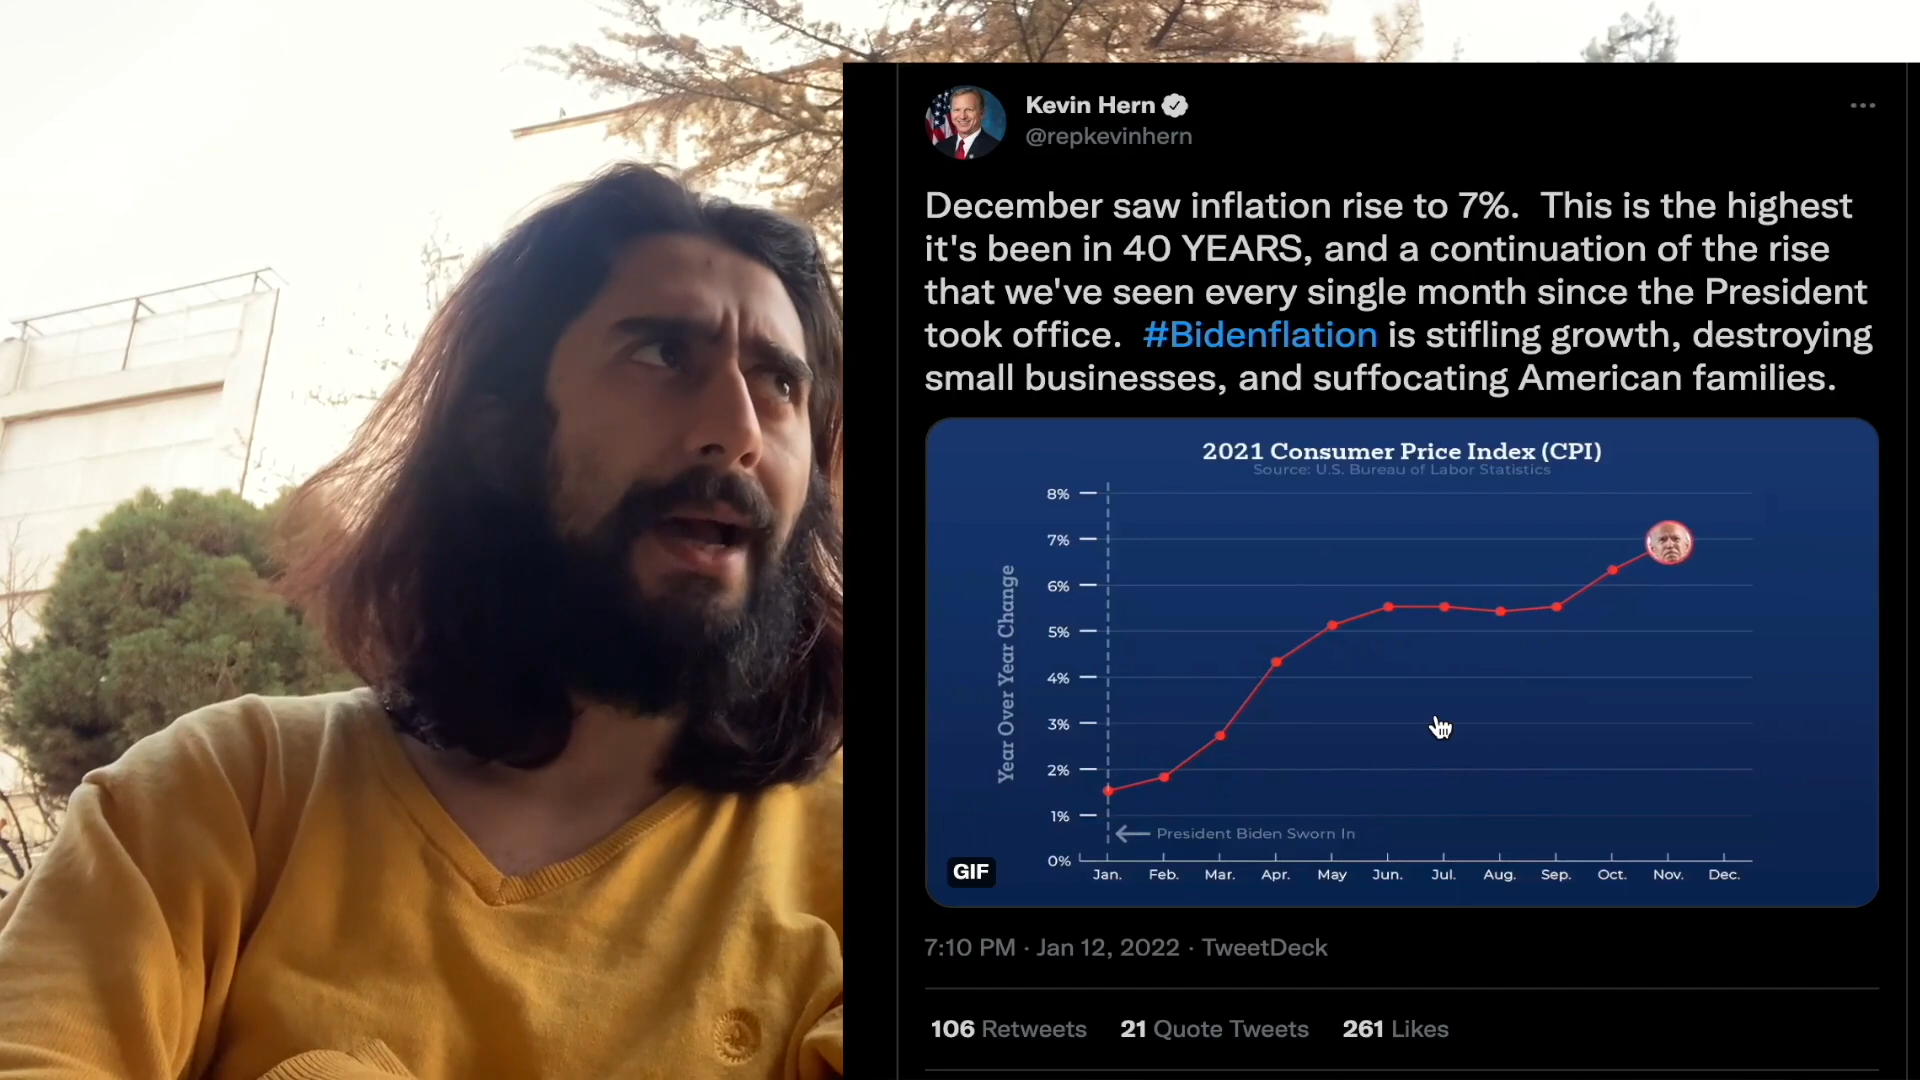 Kevin Hern
@repkevinhern
December saw inflation rise to 7%.  This is the highest
it's been in 40 YEARS, and a continuation of the rise
that we've seen every single month since the President
took office.  #Bidenflation is stifling growth, destroying
small businesses, and suffocating American families.
2021 Consumer Price Index (CPI)
Source: U.S. Bureau of Labor Statistics
Year Over Year Change
8%
7%
6%
5%
4%
3%
2%
1%
0%
President Biden Sworn In
Jan. Feb. Mar. Apr. May Jun. Jul. Aug. Sep. Oct. Nov. Dec.
GIF
7:10 PM · Jan 12, 2022 · TweetDeck
106 Retweets 21 Quote Tweets 261 Likes